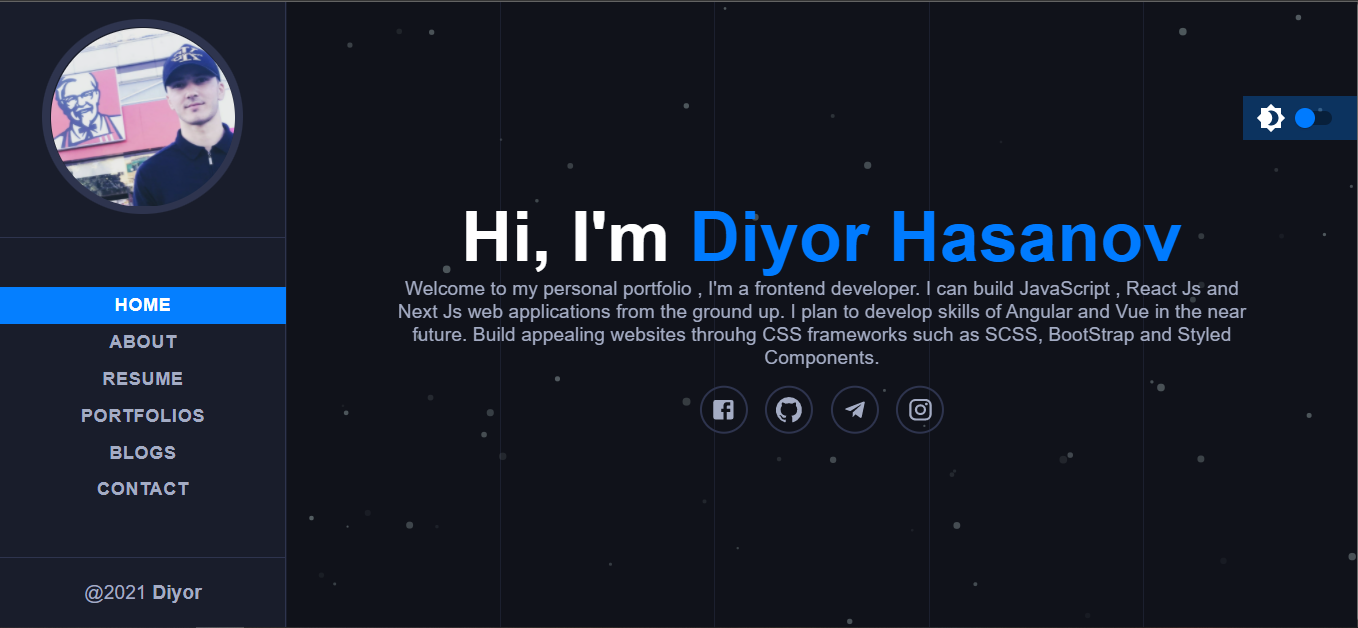 HOME
ABOUT
RESUME
PORTFOLIOS
BLOGS
CONTACT
@2021 Diyor
Hi, I'm Diyor Hasanov
Welcome to my personal portfolio , I'm a frontend developer. I can build JavaScript , React Js and
Next Js web applications from the ground up. I plan to develop skills of Angular and Vue in the near
future. Build appealing websites throuhg CSS frameworks such as SCSS, BootStrap and Styled
Components.